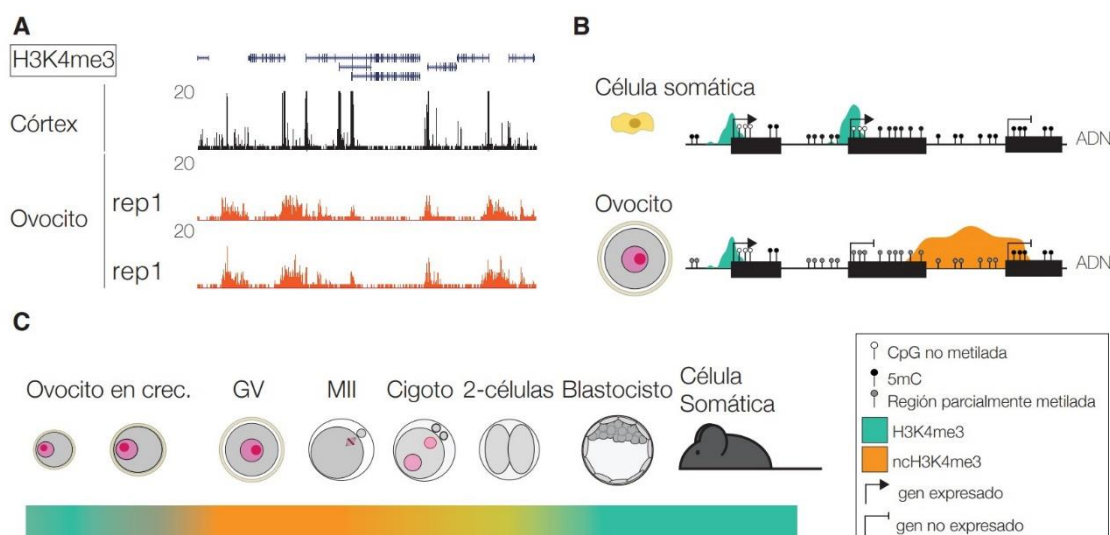 A
H3K4me3
20
Córtex
20
rep1
Ovocito
20
rep1
B
Célula somática
ADN
Ovocito
ADN
C
Ovocito en crec.
GV
MII
Cigoto
2-células
Blastocisto
Célula
Somática
CpG no metilada
5mC
Región parcialmente metilada
H3K4me3
ncH3K4me3
gen expresado
gen no expresado